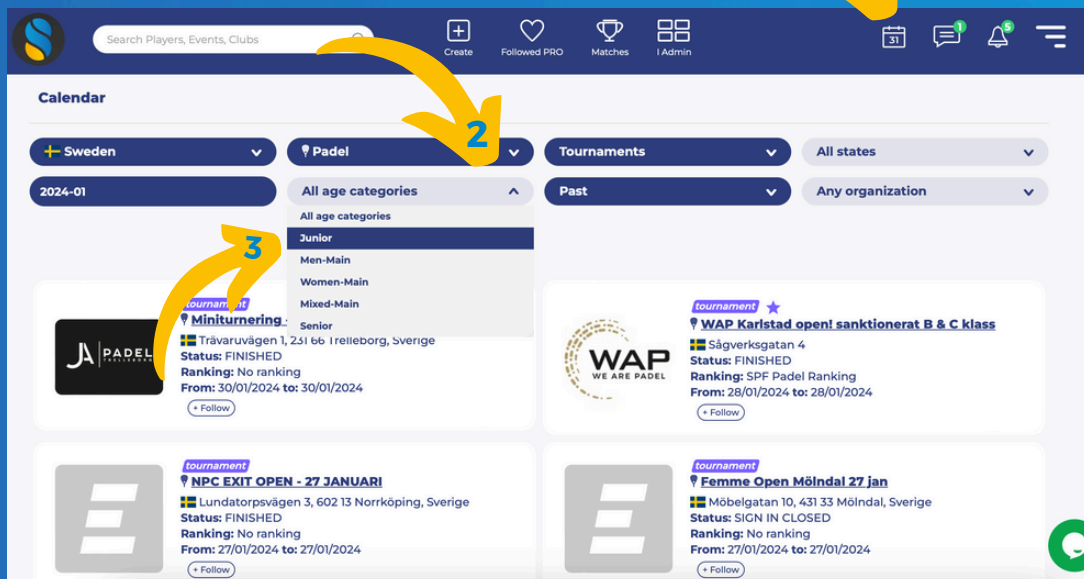 Search Players, Events, Clubs
Create
Followed PRO
Matches
I Admin
31
1
5
Calendar
2
Sweden
Padel
Tournaments
All states
2024-01
All age categories
Past
Any organization
All age categories
Junior
3
Men-Main
Women-Main
Mixed-Main
Senior
tournament
Miniturnering -
Trävaruvägen 1, 231 66 Trelleborg, Sverige
Status: FINISHED
Ranking: No ranking
From: 30/01/2024 to: 30/01/2024
+ Follow
JA PADEL
TRELLEBORG
tournament
WAP Karlstad open! sanktionerat B & C klass
Sågverksgatan 4
Status: FINISHED
Ranking: SPF Padel Ranking
From: 28/01/2024 to: 28/01/2024
+ Follow
WAP
WE ARE PADEL
tournament
NPC EXIT OPEN - 27 JANUARI
Lundatorpsvägen 3, 602 13 Norrköping, Sverige
Status: FINISHED
Ranking: No ranking
From: 27/01/2024 to: 27/01/2024
+ Follow
tournament
Femme Open Mölndal 27 jan
Möbelgatan 10, 431 33 Mölndal, Sverige
Status: SIGN IN CLOSED
Ranking: No ranking
From: 27/01/2024 to: 27/01/2024
+ Follow